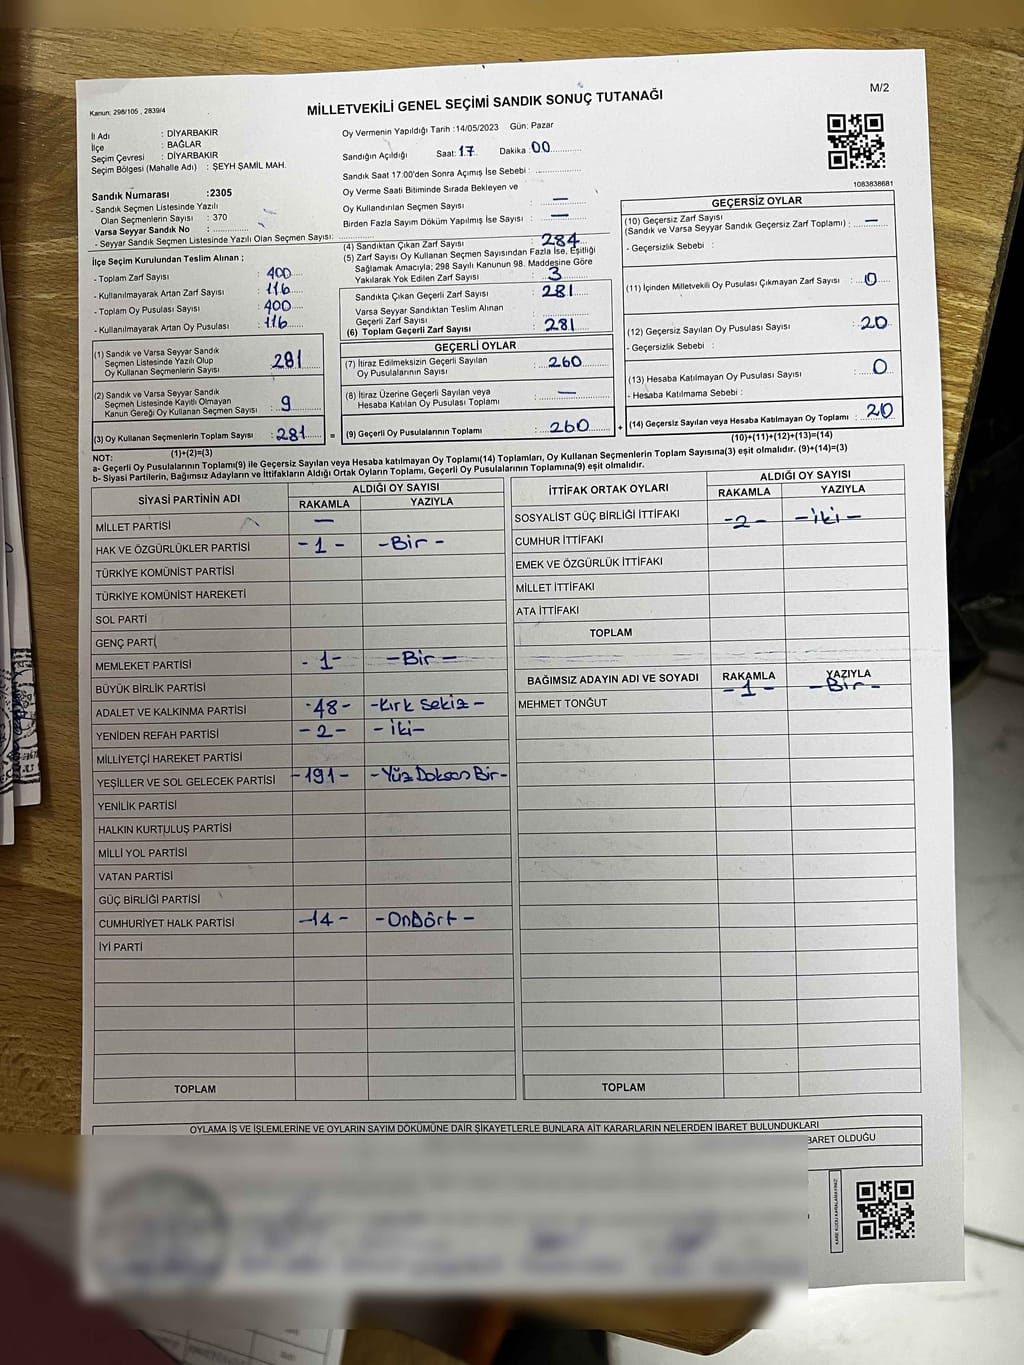 Kanun: 298/105 , 2839/4
MİLLETVEKİLİ GENEL SEÇİMİ SANDIK SONUÇ TUTANAĞI
M/2
İl Adı : DİYARBAKIR
İlçe : BAĞLAR
Seçim Çevresi : DİYARBAKIR
Seçim Bölgesi (Mahalle Adı) : ŞEYH ŞAMİL MAH.
Oy Vermenin Yapıldığı Tarih :14/05/2023 Gün: Pazar
Sandığın Açıldığı Saat: 17 Dakika : 00
Sandık Saat 17:00'den Sonra Açımış İse Sebebi :
Oy Verme Saati Bitiminde Sırada Bekleyen ve
Oy Kullandırılan Seçmen Sayısı : —
Birden Fazla Sayım Döküm Yapılmış İse Sayısı : —
1083838681
Sandık Numarası :2305
- Sandık Seçmen Listesinde Yazılı
Olan Seçmenlerin Sayısı : 370
Varsa Seyyar Sandık No :
- Seyyar Sandık Seçmen Listesinde Yazılı Olan Seçmen Sayısı:
İlçe Seçim Kurulundan Teslim Alınan ;
- Toplam Zarf Sayısı : 400
- Kullanılmayarak Artan Zarf Sayısı : 116
- Toplam Oy Pusulası Sayısı : 400
- Kullanılmayarak Artan Oy Pusulası : 116
(1) Sandık ve Varsa Seyyar Sandık
Seçmen Listesinde Yazılı Olup
Oy Kullanan Seçmenlerin Sayısı : 281
(2) Sandık ve Varsa Seyyar Sandık
Seçmen Listesinde Kayıtlı Olmayan
Kanun Gereği Oy Kullanan Seçmen Sayısı : 9
(3) Oy Kullanan Seçmenlerin Toplam Sayısı : 281 =
(1)+(2)=(3)
(4) Sandıktan Çıkan Zarf Sayısı : 284
(5) Zarf Sayısı Oy Kullanan Seçmen Sayısından Fazla İse, Eşitliği
Sağlamak Amacıyla; 298 Sayılı Kanunun 98. Maddesine Göre
Yakılarak Yok Edilen Zarf Sayısı : 3
Sandıkta Çıkan Geçerli Zarf Sayısı : 281
Varsa Seyyar Sandıktan Teslim Alınan
Geçerli Zarf Sayısı :
(6) Toplam Geçerli Zarf Sayısı : 281
GEÇERLİ OYLAR
(7) İtiraz Edilmeksizin Geçerli Sayılan
Oy Pusulalarının Sayısı : 260
(8) İtiraz Üzerine Geçerli Sayılan veya
Hesaba Katılan Oy Pusulası Toplamı : —
(9) Geçerli Oy Pusulalarının Toplamı : 260 +
GEÇERSİZ OYLAR
(10) Geçersiz Zarf Sayısı
(Sandık ve Varsa Seyyar Sandık Geçersiz Zarf Toplamı) : —
- Geçersizlik Sebebi :
(11) İçinden Milletvekili Oy Pusulası Çıkmayan Zarf Sayısı : 0
(12) Geçersiz Sayılan Oy Pusulası Sayısı : 20
- Geçersizlik Sebebi :
(13) Hesaba Katılmayan Oy Pusulası Sayısı : 0
- Hesaba Katılmama Sebebi :
(14) Geçersiz Sayılan veya Hesaba Katılmayan Oy Toplamı : 20
(10)+(11)+(12)+(13)=(14)
NOT:
a- Geçerli Oy Pusulalarının Toplamı(9) ile Geçersiz Sayılan veya Hesaba katılmayan Oy Toplamı(14) Toplamları, Oy Kullanan Seçmenlerin Toplam Sayısına(3) eşit olmalıdır. (9)+(14)=(3)
b- Siyasi Partilerin, Bağımsız Adayların ve İttifakların Aldığı Ortak Oyların Toplamı, Geçerli Oy Pusulalarının Toplamına(9) eşit olmalıdır.
SİYASİ PARTİNİN ADI ALDIĞI OY SAYISI
RAKAMLA YAZIYLA
MİLLET PARTİSİ —
HAK VE ÖZGÜRLÜKLER PARTİSİ -1- -Bir-
TÜRKİYE KOMÜNİST PARTİSİ
TÜRKİYE KOMÜNİST HAREKETİ
SOL PARTİ
GENÇ PARTİ
MEMLEKET PARTİSİ -1- -Bir-
BÜYÜK BİRLİK PARTİSİ
ADALET VE KALKINMA PARTİSİ -48- -Kırk Sekiz-
YENİDEN REFAH PARTİSİ -2- -iki-
MİLLİYETÇİ HAREKET PARTİSİ
YEŞİLLER VE SOL GELECEK PARTİSİ -191- -Yüz Doksan Bir-
YENİLİK PARTİSİ
HALKIN KURTULUŞ PARTİSİ
MİLLİ YOL PARTİSİ
VATAN PARTİSİ
GÜÇ BİRLİĞİ PARTİSİ
CUMHURİYET HALK PARTİSİ -14- -OnDört-
İYİ PARTİ
TOPLAM
İTTİFAK ORTAK OYLARI ALDIĞI OY SAYISI
RAKAMLA YAZIYLA
SOSYALİST GÜÇ BİRLİĞİ İTTİFAKI -2- -iki-
CUMHUR İTTİFAKI
EMEK VE ÖZGÜRLÜK İTTİFAKI
MİLLET İTTİFAKI
ATA İTTİFAKI
TOPLAM
BAĞIMSIZ ADAYIN ADI VE SOYADI RAKAMLA YAZIYLA
MEHMET TONĞUT -1- -Bir-
TOPLAM
OYLAMA İŞ VE İŞLEMLERİNE VE OYLARIN SAYIM DÖKÜMÜNE DAİR ŞİKAYETLERLE BUNLARA AİT KARARLARIN NELERDEN İBARET BULUNDUKLARI
BARET OLDUĞU